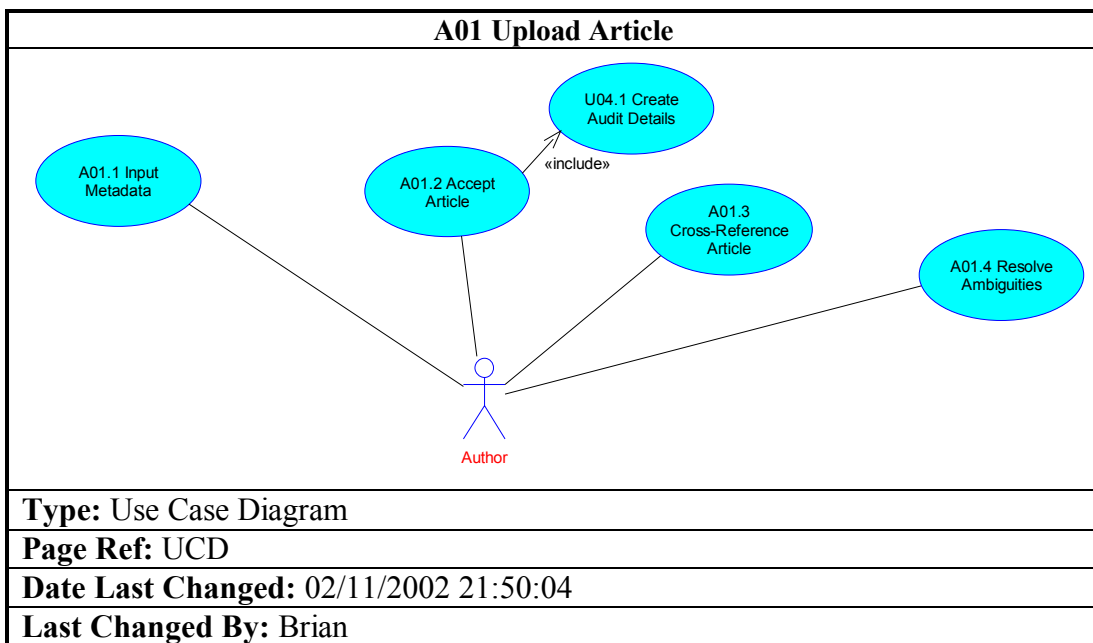 A01 Upload Article
U04.1 Create
Audit Details
«include»
A01.1 Input
Metadata
A01.2 Accept
Article
A01.3
Cross-Reference
Article
A01.4 Resolve
Ambiguities
Author
Type: Use Case Diagram
Page Ref: UCD
Date Last Changed: 02/11/2002 21:50:04
Last Changed By: Brian